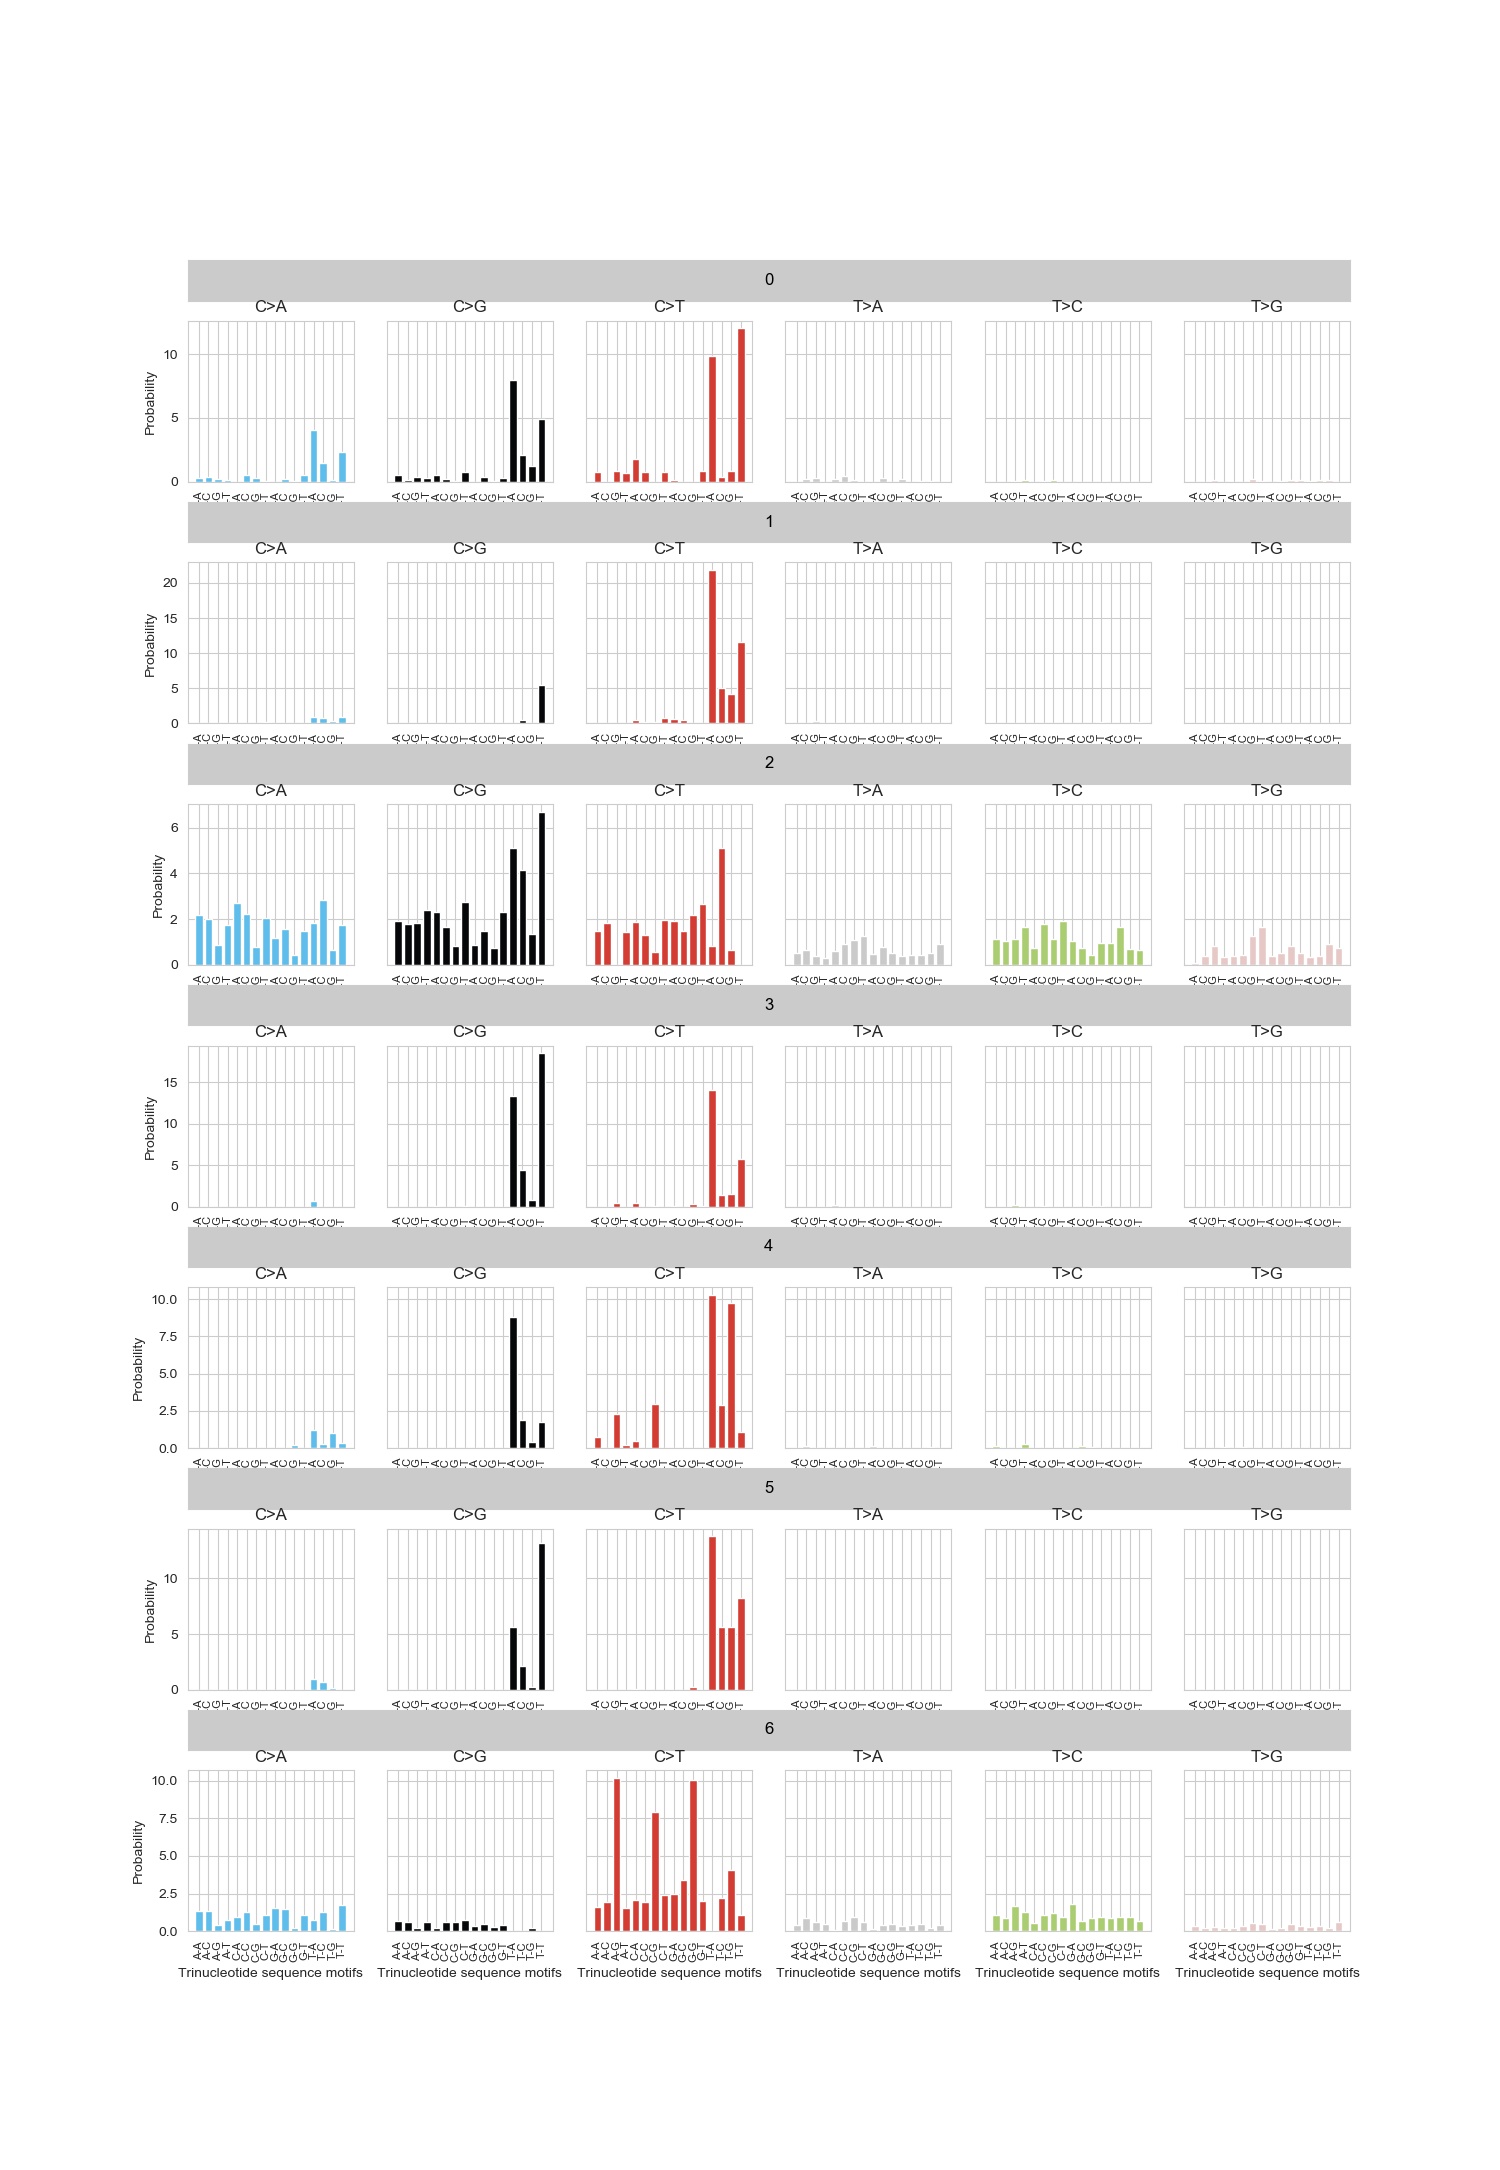 0
C>A C>G C>T T>A T>C T>G
Probability
10
5
0
1
C>A C>G C>T T>A T>C T>G
Probability
20
15
10
5
0
2
C>A C>G C>T T>A T>C T>G
Probability
6
4
2
0
3
C>A C>G C>T T>A T>C T>G
Probability
15
10
5
0
4
C>A C>G C>T T>A T>C T>G
Probability
10.0
7.5
5.0
2.5
0.0
5
C>A C>G C>T T>A T>C T>G
Probability
10
5
0
6
C>A C>G C>T T>A T>C T>G
Probability
10.0
7.5
5.0
2.5
0.0
A-A A-C A-G A-T C-A C-C C-G C-T G-A G-C G-G G-T T-A T-C T-G T-T
A-A A-C A-G A-T C-A C-C C-G C-T G-A G-C G-G G-T T-A T-C T-G T-T
A-A A-C A-G A-T C-A C-C C-G C-T G-A G-C G-G G-T T-A T-C T-G T-T
A-A A-C A-G A-T C-A C-C C-G C-T G-A G-C G-G G-T T-A T-C T-G T-T
A-A A-C A-G A-T C-A C-C C-G C-T G-A G-C G-G G-T T-A T-C T-G T-T
A-A A-C A-G A-T C-A C-C C-G C-T G-A G-C G-G G-T T-A T-C T-G T-T
Trinucleotide sequence motifs Trinucleotide sequence motifs Trinucleotide sequence motifs Trinucleotide sequence motifs Trinucleotide sequence motifs Trinucleotide sequence motifs